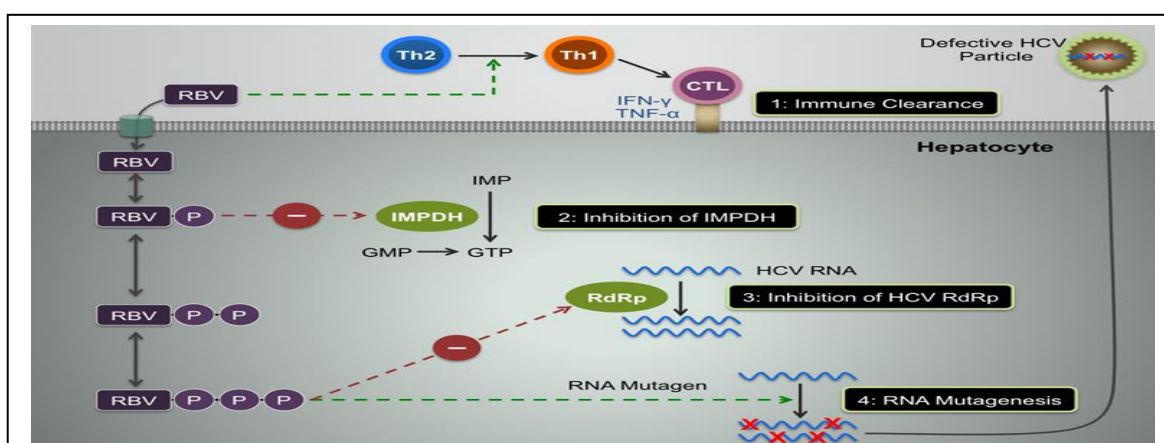 Th2
Th1
Defective HCV
Particle
RBV
CTL
IFN-γ
TNF-α
1: Immune Clearance
RBV
Hepatocyte
IMP
RBV P
IMPDH
2: Inhibition of IMPDH
GMP
GTP
HCV RNA
RdRp
3: Inhibition of HCV RdRp
RBV P P
RNA Mutagen
RBV P P P
4: RNA Mutagenesis